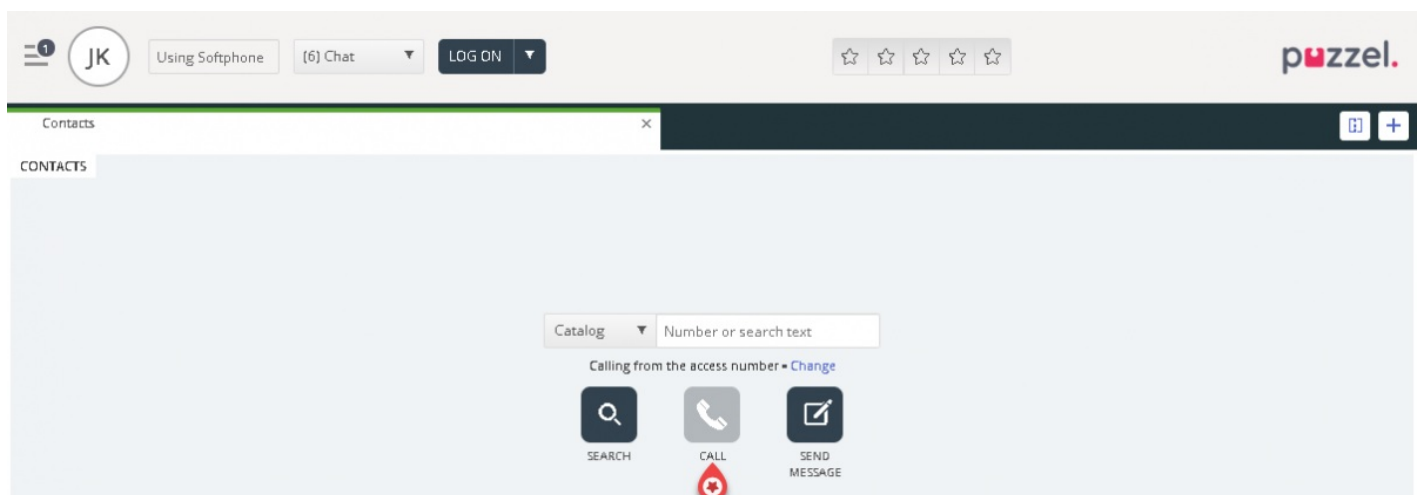 1
JK
Using Softphone
(6) Chat
LOG ON
puzzel.
Contacts
CONTACTS
Catalog
Number or search text
Calling from the access number • Change
SEARCH
CALL
SEND
MESSAGE